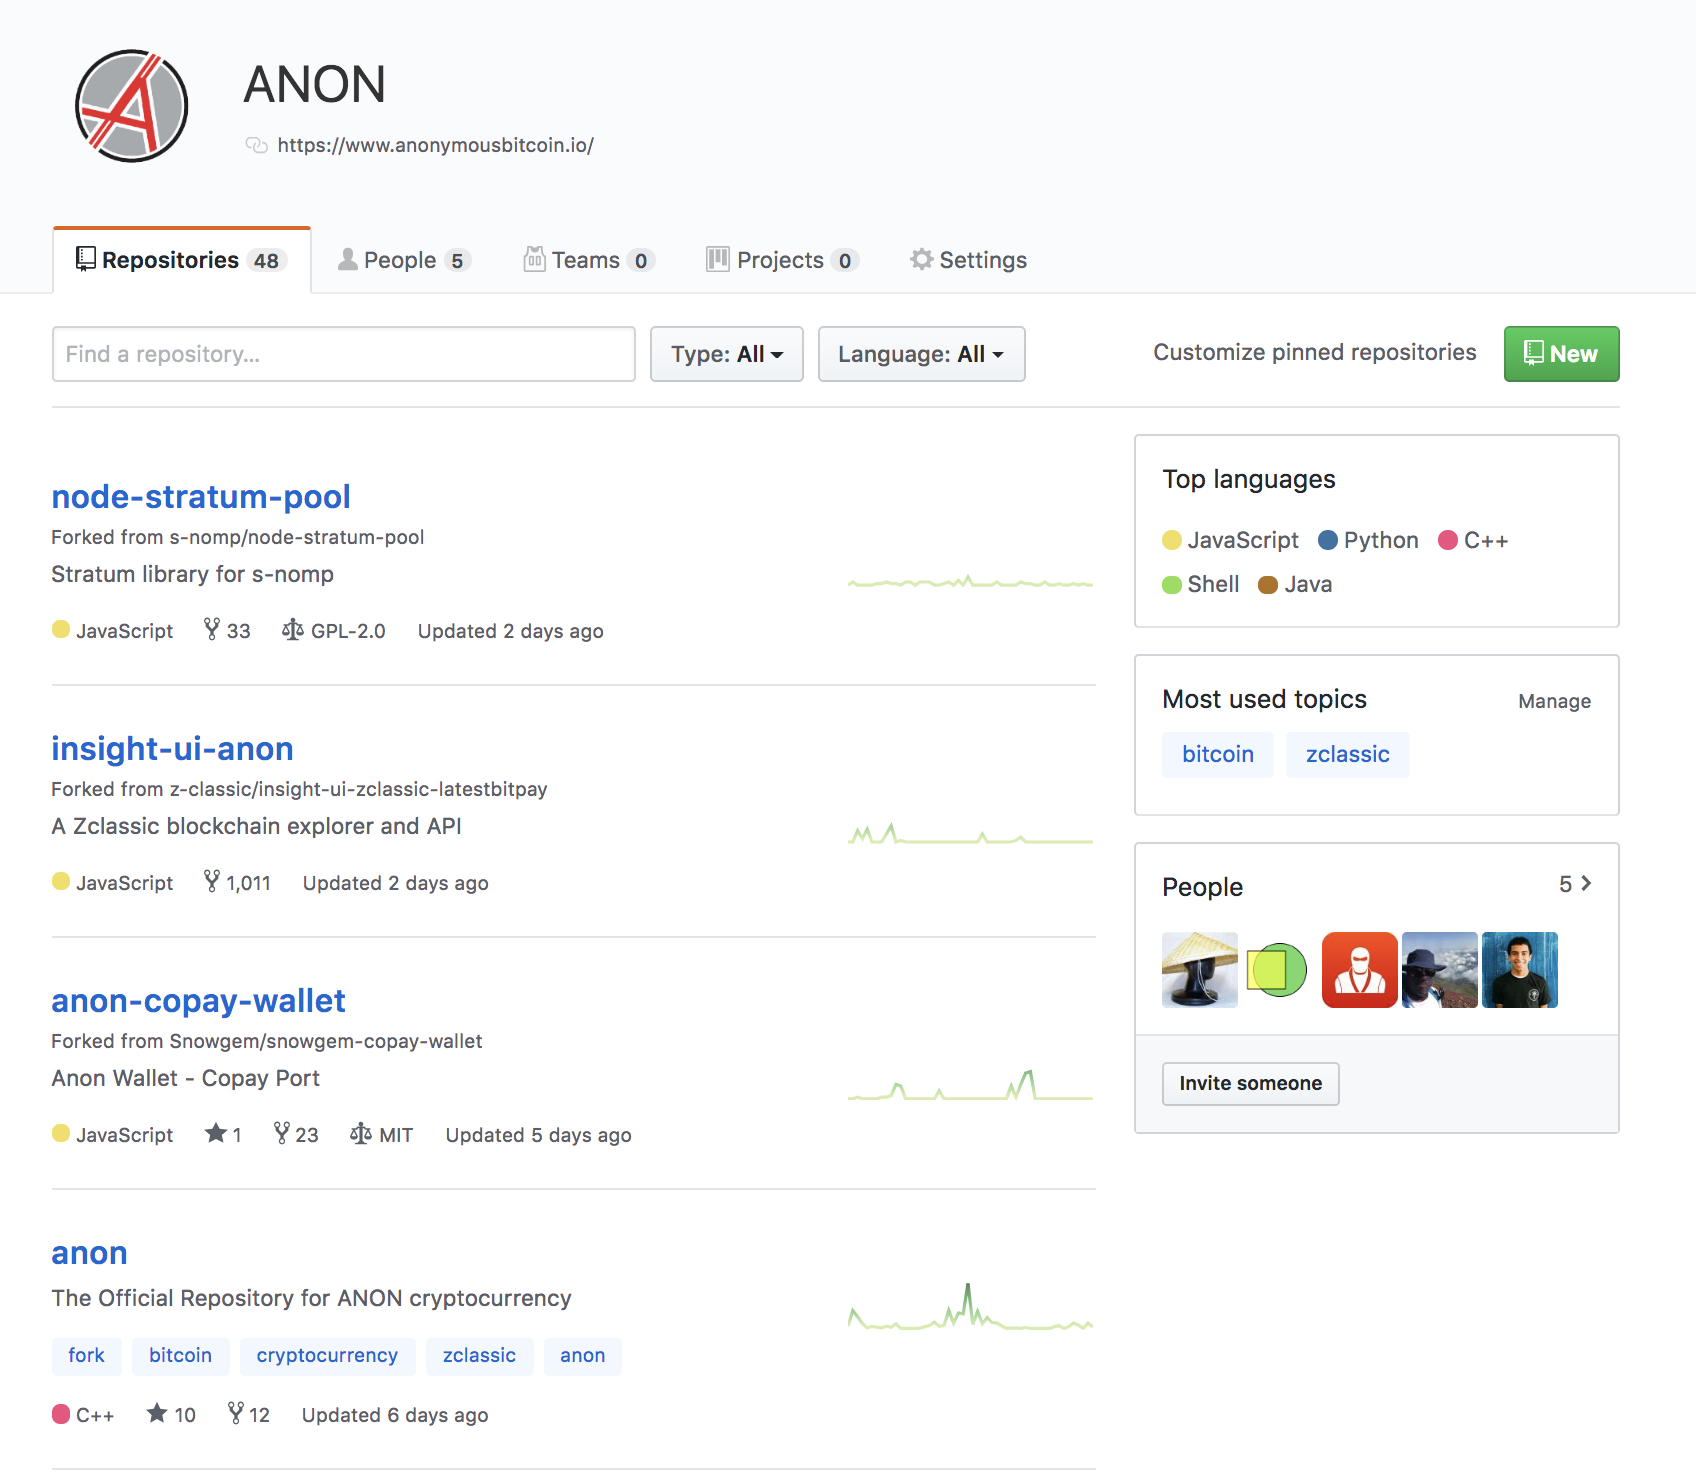 ANON
https://www.anonymousbitcoin.io/
Repositories 48 People 5 Teams 0 Projects 0 Settings
Find a repository... Type: All Language: All Customize pinned repositories New
node-stratum-pool
Forked from s-nomp/node-stratum-pool
Stratum library for s-nomp
JavaScript 33 GPL-2.0 Updated 2 days ago
insight-ui-anon
Forked from z-classic/insight-ui-zclassic-latestbitpay
A Zclassic blockchain explorer and API
JavaScript 1,011 Updated 2 days ago
anon-copay-wallet
Forked from Snowgem/snowgem-copay-wallet
Anon Wallet - Copay Port
JavaScript 1 23 MIT Updated 5 days ago
anon
The Official Repository for ANON cryptocurrency
fork bitcoin cryptocurrency zclassic anon
C++ 10 12 Updated 6 days ago
Top languages
JavaScript Python C++
Shell Java
Most used topics Manage
bitcoin zclassic
People 5
Invite someone